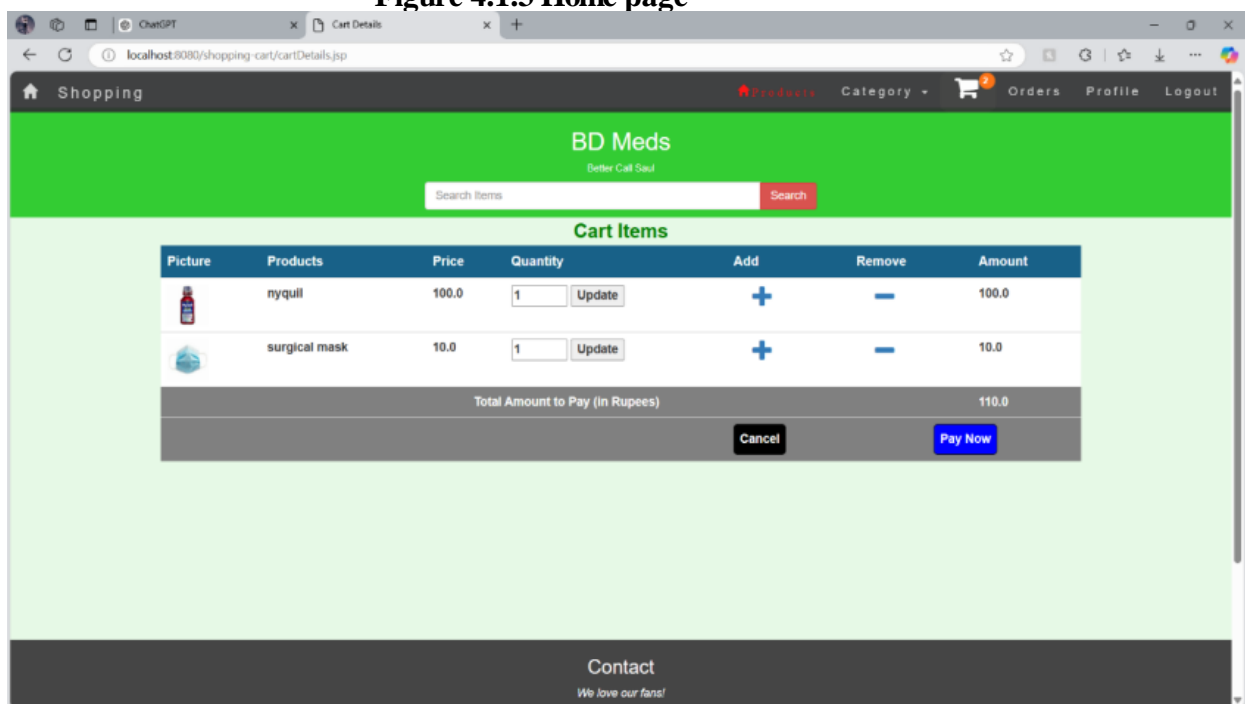 Figure 4.1.3 Home page
ChatGPT Cart Details
localhost:8080/shopping-cart/cartDetails.jsp
Shopping Products Category 2 Orders Profile Logout
BD Meds
Better Call Saul
Search Items Search
Cart Items
Picture Products Price Quantity Add Remove Amount
nyquil 100.0 1 Update 100.0
surgical mask 10.0 1 Update 10.0
Total Amount to Pay (in Rupees) 110.0
Cancel Pay Now
Contact
We love our fans!